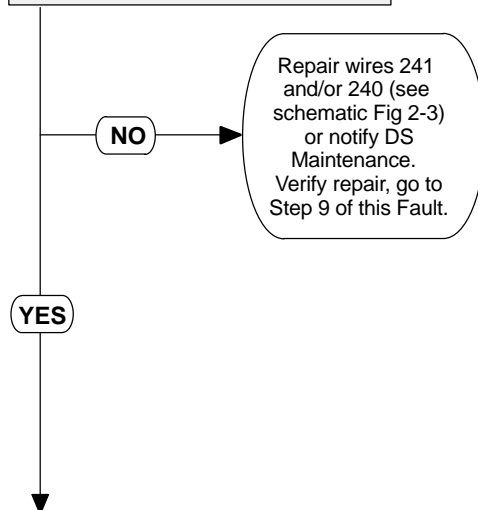 Repair wires 241
and/or 240 (see
schematic Fig 2-3)
or notify DS
Maintenance.
Verify repair, go to
Step 9 of this Fault.
NO
YES